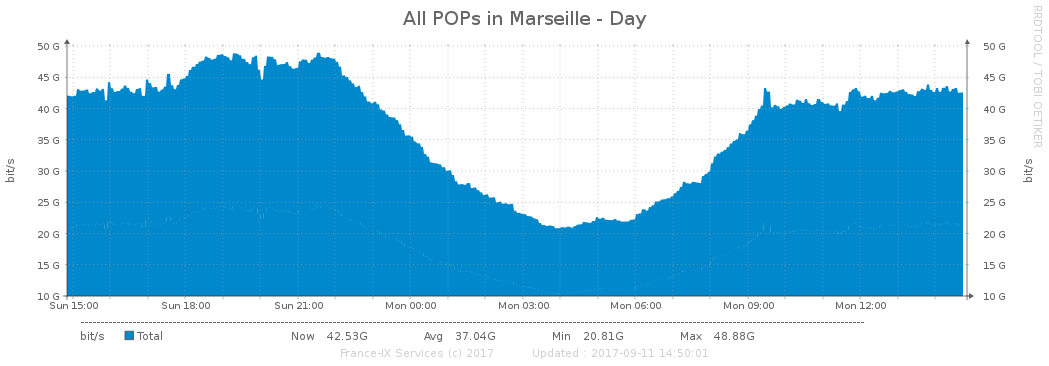 All POPs in Marseille - Day
RRDTOOL / TOBI OETIKER
bit/s
50 G 50 G
45 G 45 G
40 G 40 G
35 G 35 G
30 G 30 G
25 G 25 G
20 G 20 G
15 G 15 G
10 G 10 G
bit/s
Sun 15:00 Sun 18:00 Sun 21:00 Mon 00:00 Mon 03:00 Mon 06:00 Mon 09:00 Mon 12:00
bit/s Total Now 42.53G Avg 37.04G Min 20.81G Max 48.88G
France-IX Services (c) 2017 Updated : 2017-09-11 14:50:01